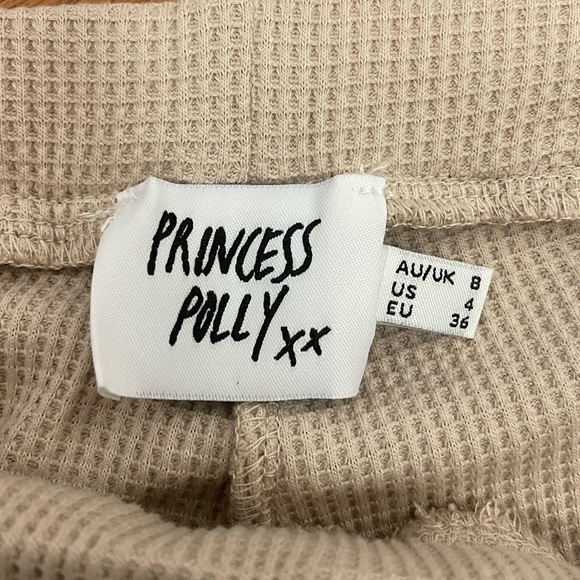 PRINCESS
POLLY xx
AU/UK 8
US 4
EU 36